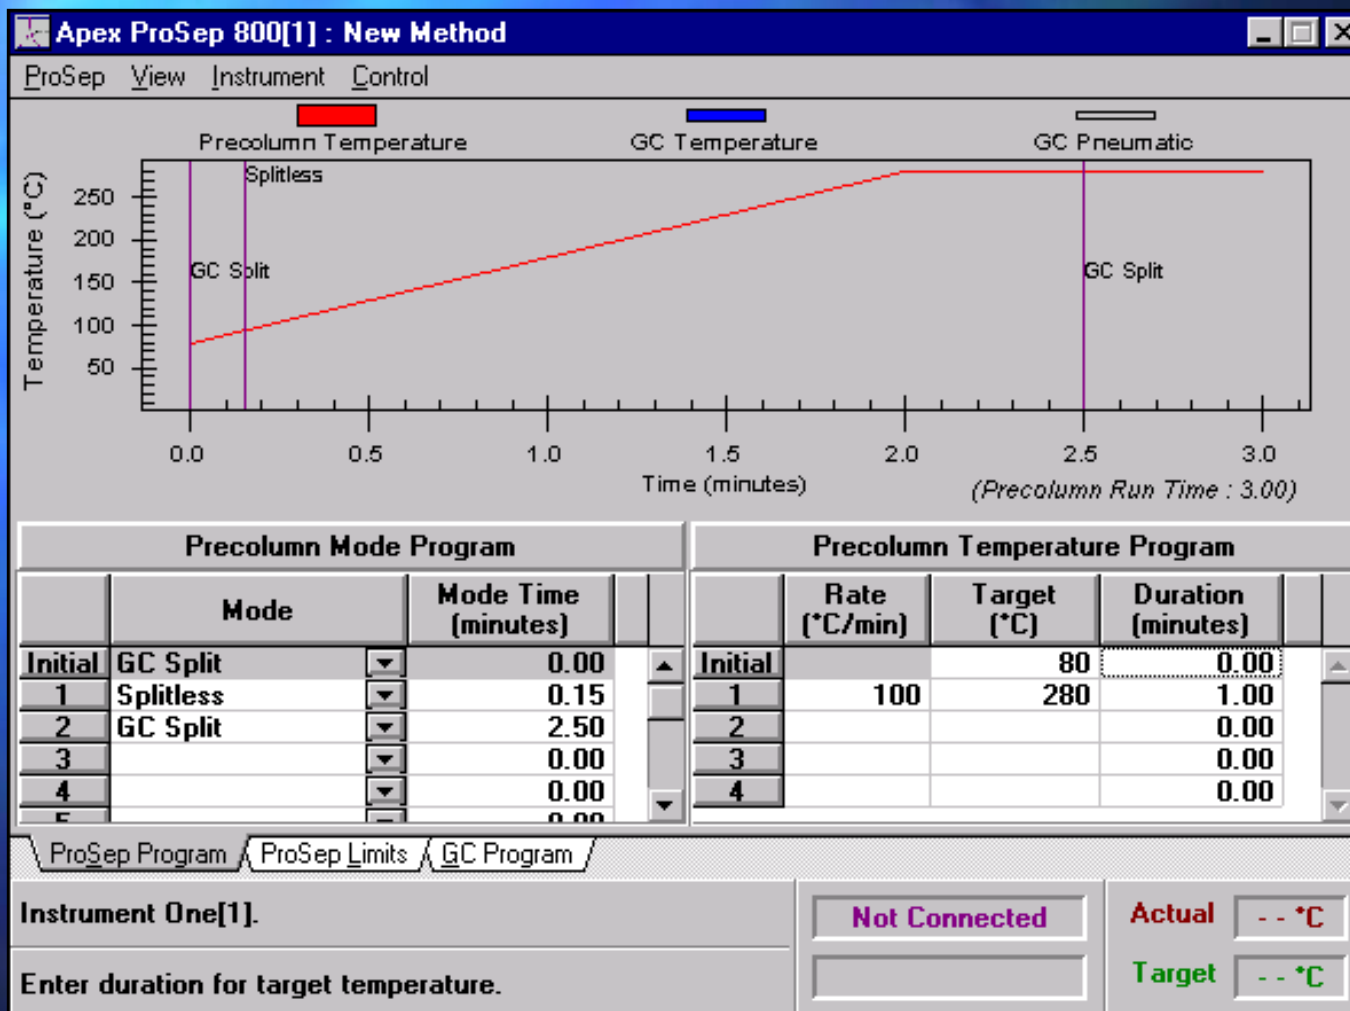 Apex ProSep 800[1] : New Method
ProSep View Instrument Control
Precolumn Temperature GC Temperature GC Pneumatic
Temperature (°C)
250
200
150
100
50
Splitless
GC Split
GC Split
0.0 0.5 1.0 1.5 2.0 2.5 3.0
Time (minutes)
(Precolumn Run Time : 3.00)
Precolumn Mode Program
Mode Mode Time (minutes)
Initial GC Split 0.00
1 Splitless 0.15
2 GC Split 2.50
3 0.00
4 0.00
5 0.00
Precolumn Temperature Program
Rate (°C/min) Target (°C) Duration (minutes)
Initial 80 0.00
1 100 280 1.00
2 0.00
3 0.00
4 0.00
ProSep Program ProSep Limits GC Program
Instrument One[1]. Not Connected Actual - - °C
Enter duration for target temperature. Target - - °C